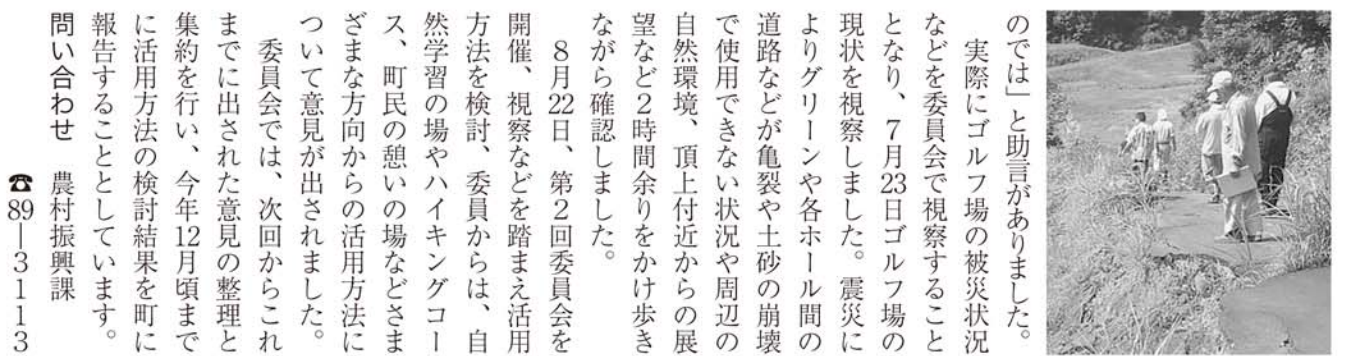 のでは」と助言がありました。
　実際にゴルフ場の被災状況
などを委員会で視察すること
となり、7月23日ゴルフ場の
現状を視察しました。震災に
よりグリーンや各ホール間の
道路などが亀裂や土砂の崩壊
で使用できない状況や周辺の
自然環境、頂上付近からの展
望など2時間余りをかけ歩き
ながら確認しました。
　8月22日、第2回委員会を
開催、視察などを踏まえ活用
方法を検討、委員からは、自
然学習の場やハイキングコー
ス、町民の憩いの場などさま
ざまな方向からの活用方法に
ついて意見が出されました。
　委員会では、次回からこれ
までに出された意見の整理と
集約を行い、今年12月頃まで
に活用方法の検討結果を町に
報告することとしています。
問い合わせ　農村振興課
☎89―3113